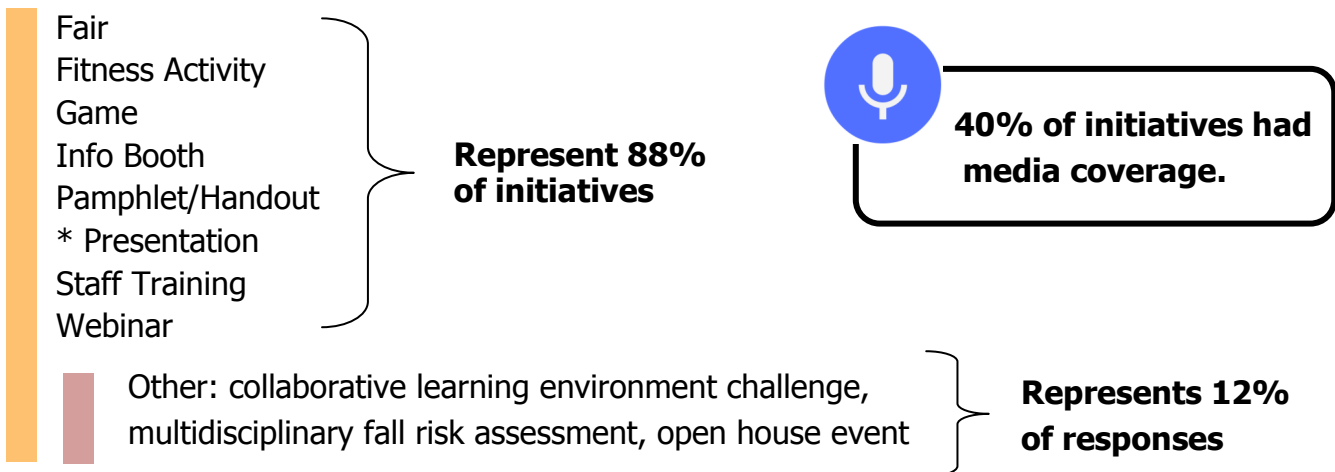 Fair
Fitness Activity
Game
Info Booth
Pamphlet/Handout
* Presentation
Staff Training
Webinar
Represent 88%
of initiatives
40% of initiatives had
media coverage.
Other: collaborative learning environment challenge,
multidisciplinary fall risk assessment, open house event
Represents 12%
of responses